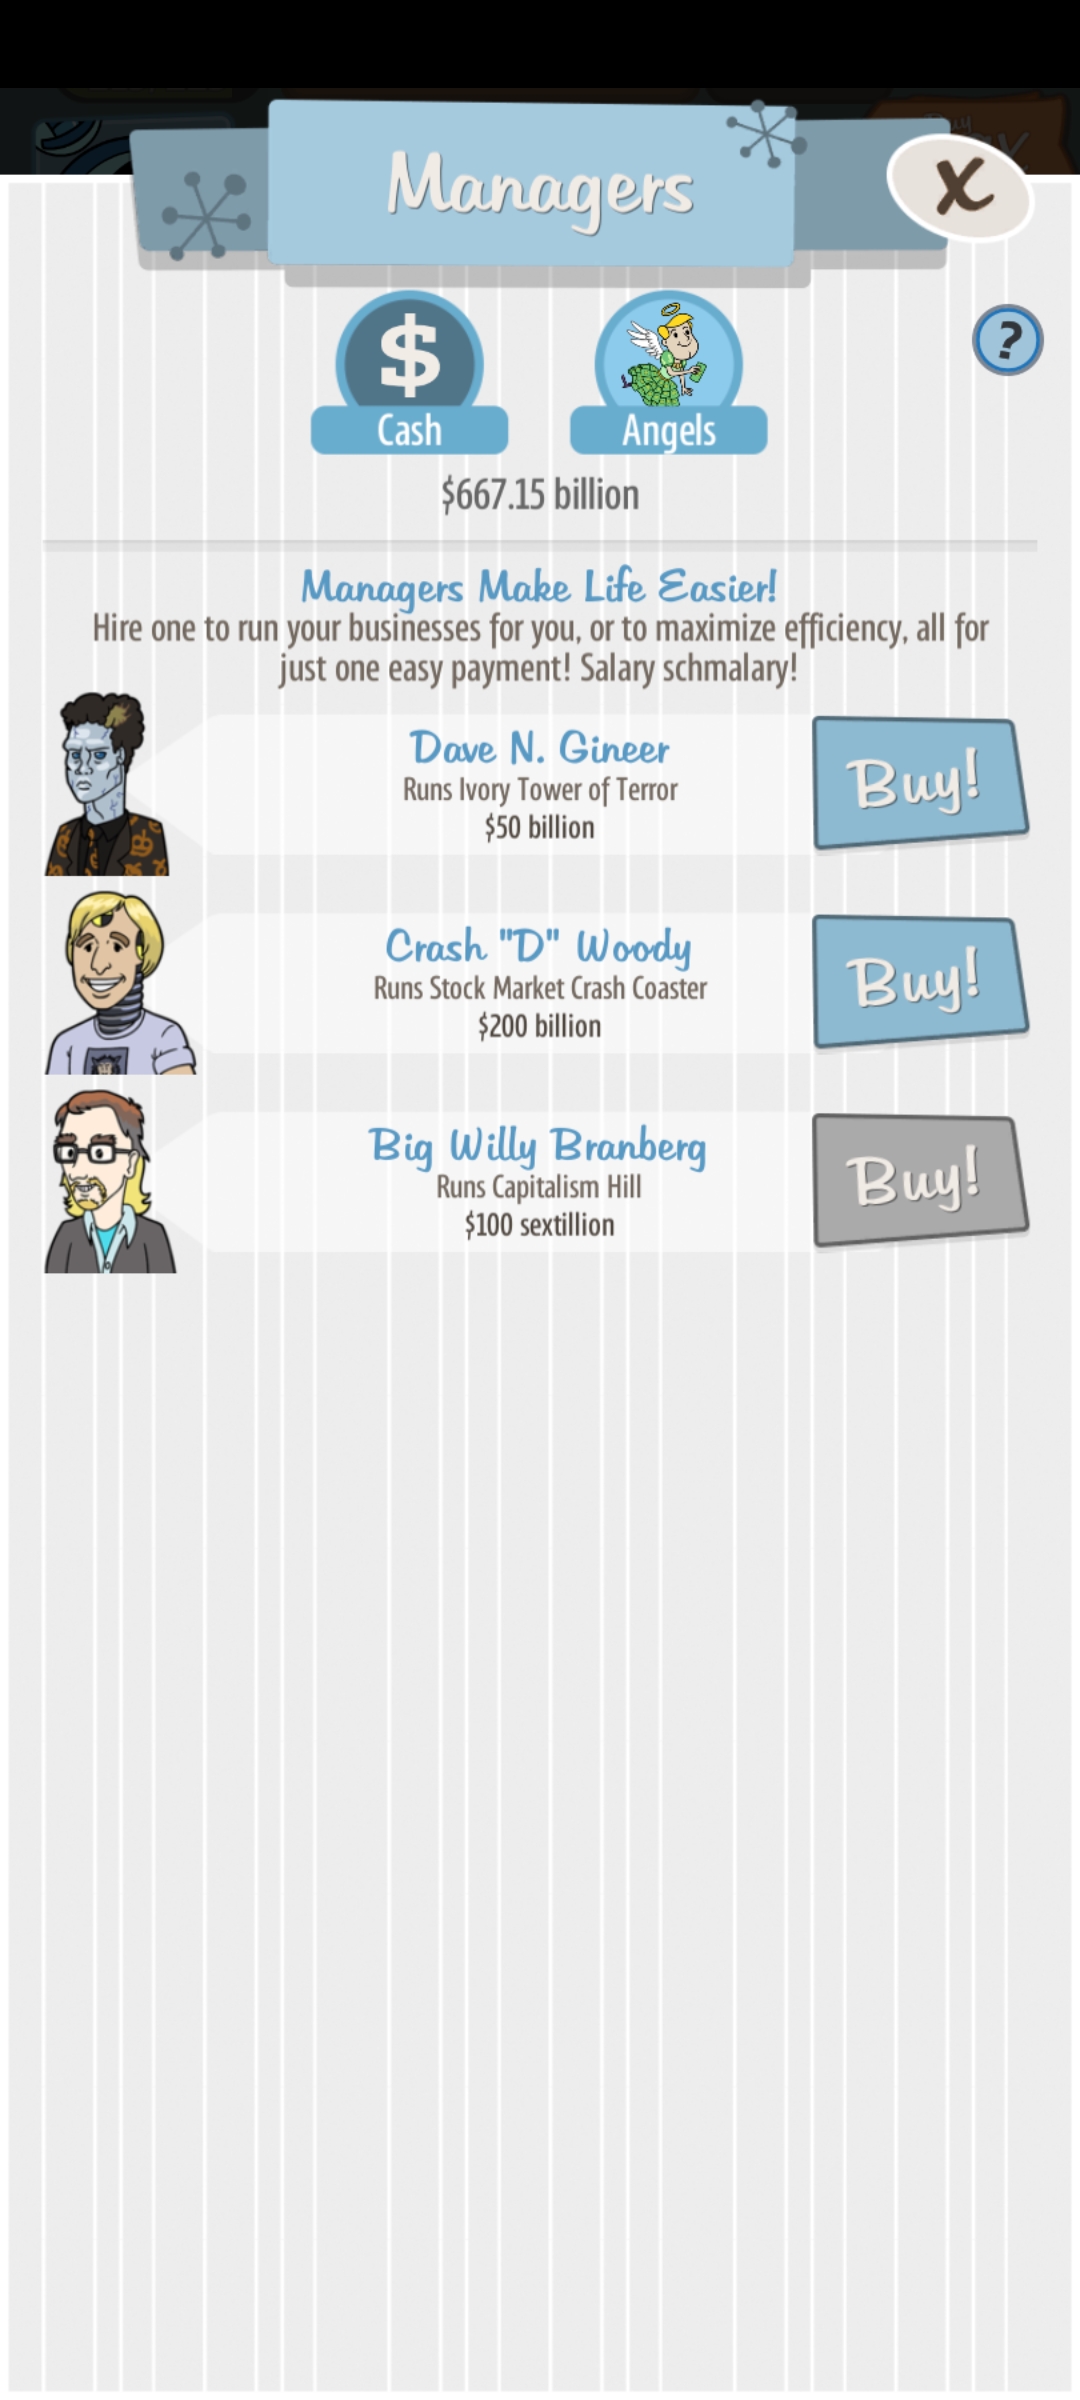 Managers
X
$
Cash
Angels
?
$667.15 billion
Managers Make Life Easier!
Hire one to run your businesses for you, or to maximize efficiency, all for
just one easy payment! Salary schmalary!
Dave N. Gineer
Runs Ivory Tower of Terror
$50 billion
Buy!
Crash "D" Woody
Runs Stock Market Crash Coaster
$200 billion
Buy!
Big Willy Branberg
Runs Capitalism Hill
$100 sextillion
Buy!